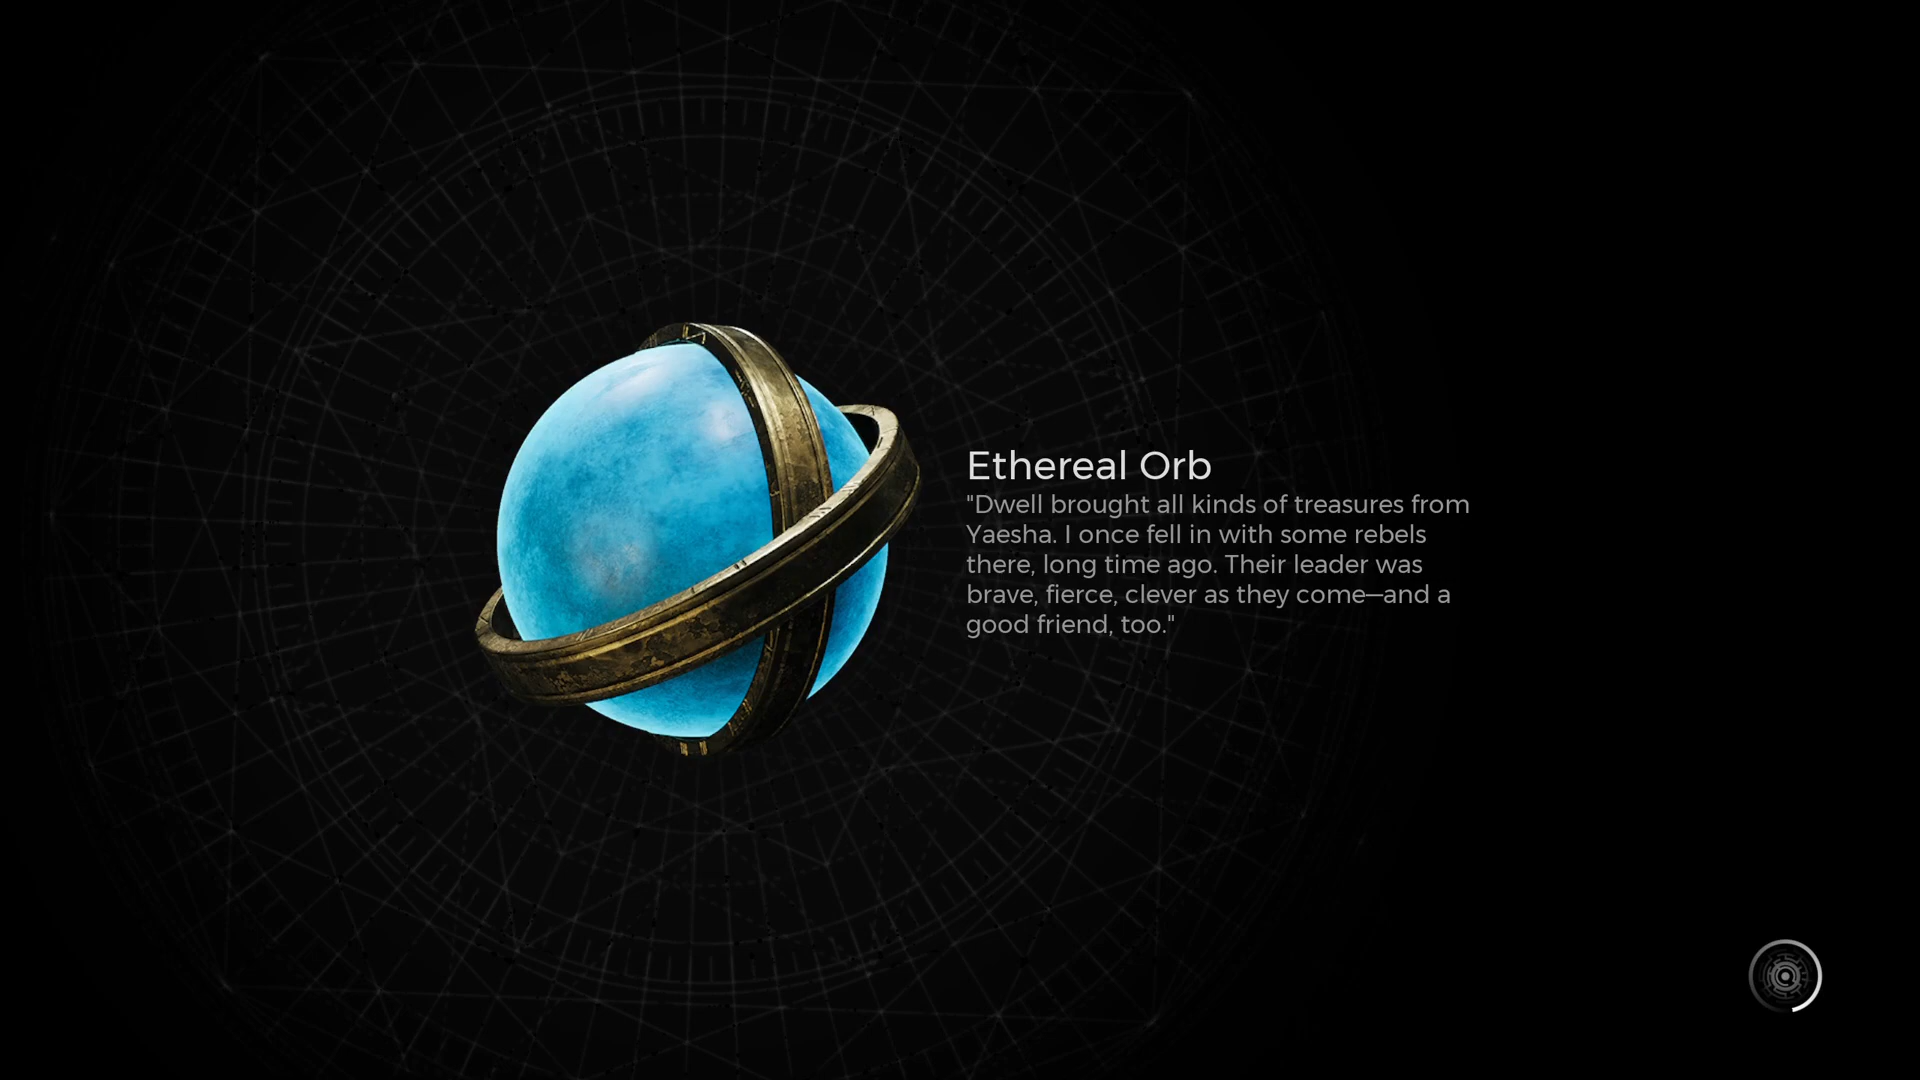 Ethereal Orb
"Dwell brought all kinds of treasures from
Yaesha. I once fell in with some rebels
there, long time ago. Their leader was
brave, fierce, clever as they come—and a
good friend, too."